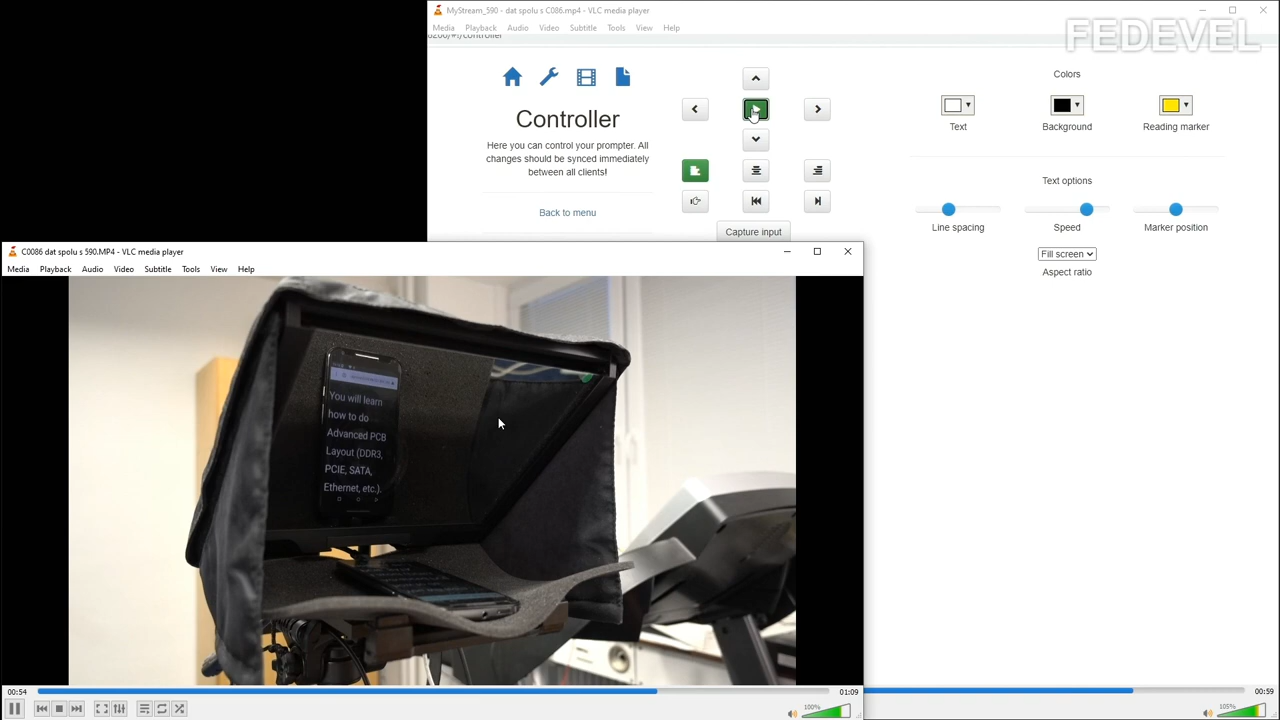 MyStream_590 - dat spolu s C086.mp4 - VLC media player
Media Playback Audio Video Subtitle Tools View Help
FEDEVEL
Controller
Here you can control your prompter. All
changes should be synced immediately
between all clients!
Back to menu
Capture input
Colors
Text Background Reading marker
Text options
Line spacing Speed Marker position
Fill screen
Aspect ratio
C0086 dat spolu s 590.MP4 - VLC media player
Media Playback Audio Video Subtitle Tools View Help
You will learn
how to do
Advanced PCB
Layout (DDR3,
PCIE, SATA,
Ethernet, etc.).
00:54 01:09 00:59
100% 105%